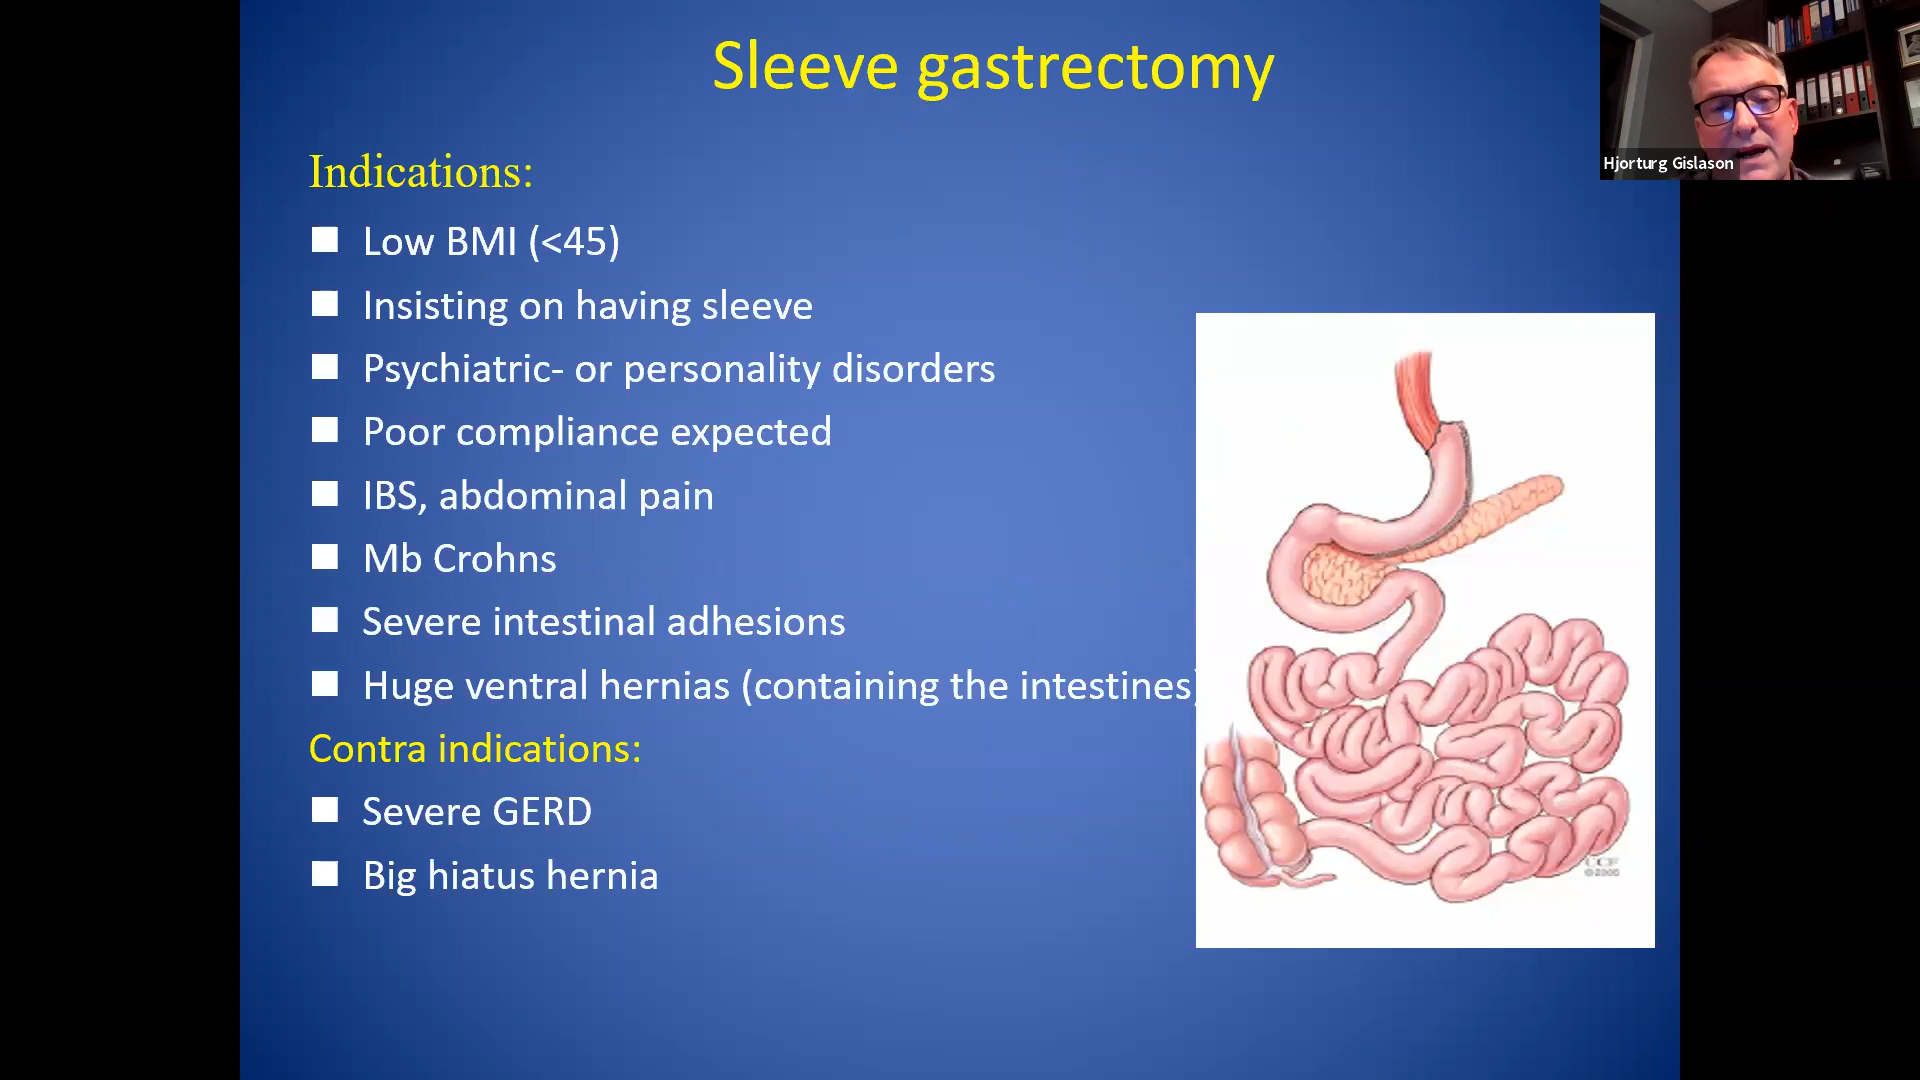 Sleeve gastrectomy
Hjorturg Gislason
Indications:
Low BMI (<45)
Insisting on having sleeve
Psychiatric- or personality disorders
Poor compliance expected
IBS, abdominal pain
Mb Crohns
Severe intestinal adhesions
Huge ventral hernias (containing the intestines)
Contra indications:
Severe GERD
Big hiatus hernia
CCF
©2005